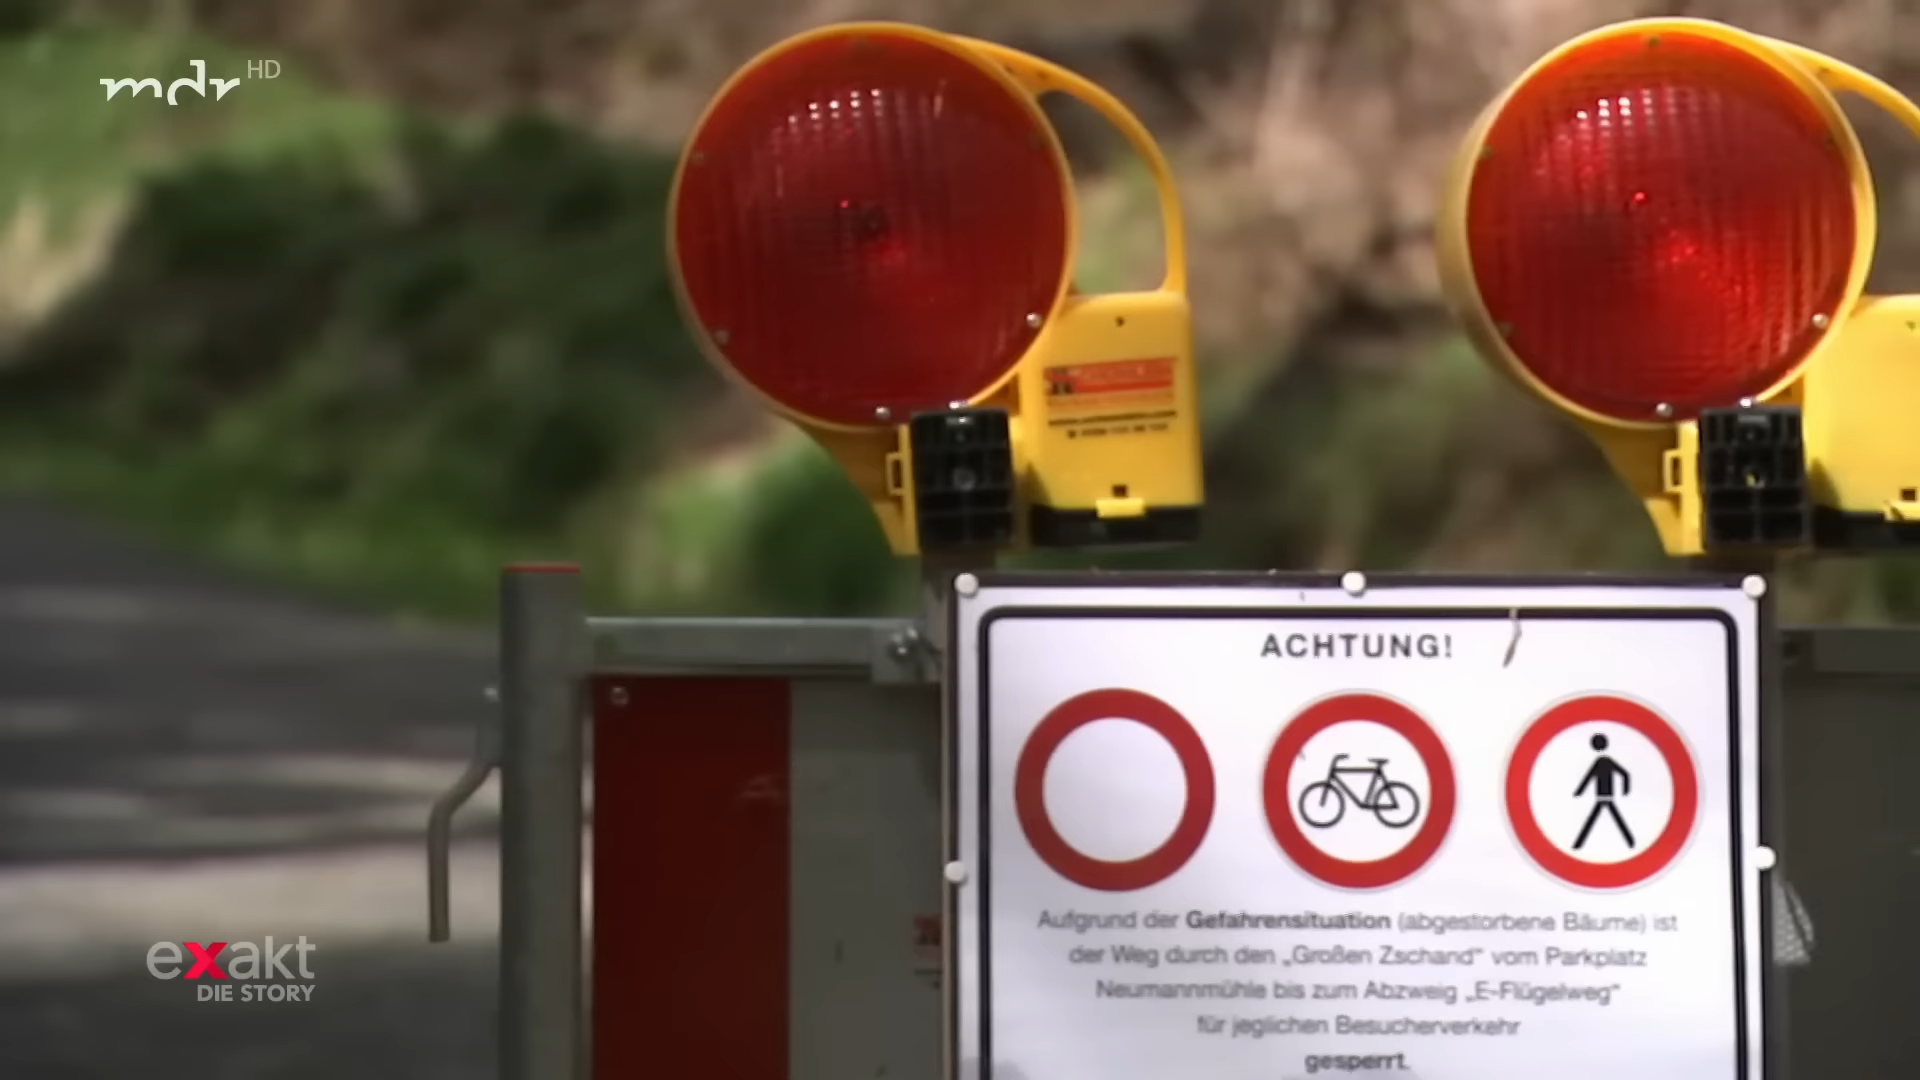 mdr HD
ACHTUNG!
Aufgrund der Gefahrensituation (abgestorbene Bäume) ist
der Weg durch den „Großen Zschand“ vom Parkplatz
Neumannmühle bis zum Abzweig „E-Flügelweg“
für jeglichen Besucherverkehr
gesperrt.
exakt
DIE STORY